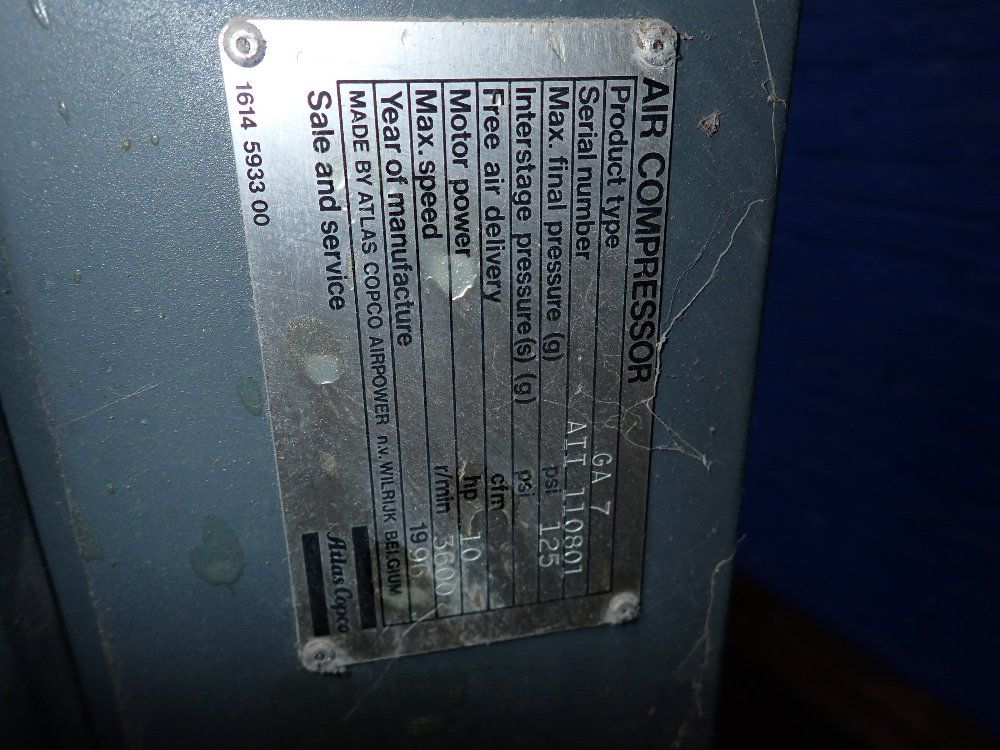 AIR COMPRESSOR
Product type GA 7
Serial number AII 110801
Max. final pressure (g) psi 125
Interstage pressure(s) (g) psi
Free air delivery cfm
Motor power hp 10
Max. speed r/min 3600
Year of manufacture 1996
MADE BY ATLAS COPCO AIRPOWER n.v. WILRIJK BELGIUM
Sale and service
Atlas Copco
1614 5933 00